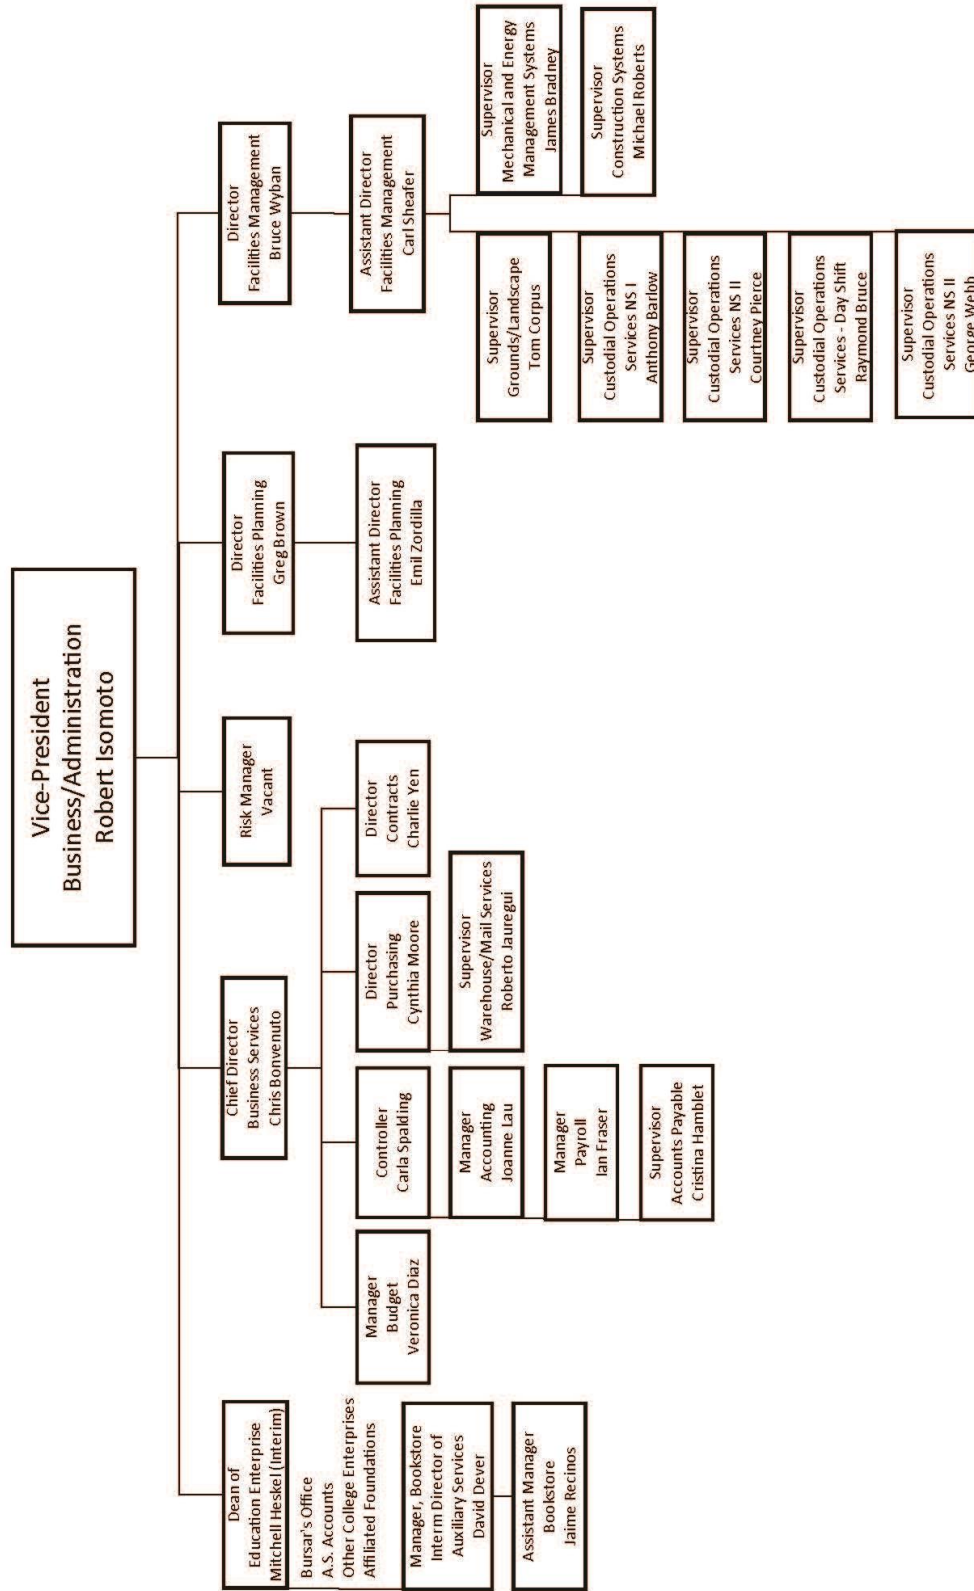 Vice-President
Business/Administration
Robert Isomoto
Dean of
Education Enterprise
Mitchell Heskel (Interim)
Bursar's Office
A.S. Accounts
Other College Enterprises
Affiliated Foundations
Manager, Bookstore
Interm Director of
Auxiliary Services
David Dever
Assistant Manager
Bookstore
Jaime Recinos
Chief Director
Business Services
Chris Bonvenuto
Manager
Budget
Veronica Diaz
Controller
Carla Spalding
Manager
Accounting
Joanne Lau
Manager
Payroll
Ian Fraser
Supervisor
Accounts Payable
Cristina Hamblet
Director
Purchasing
Cynthia Moore
Supervisor
Warehouse/Mail Services
Roberto Jauregui
Director
Contracts
Charlie Yen
Risk Manager
Vacant
Director
Facilities Planning
Greg Brown
Assistant Director
Facilities Planning
Emil Zordilla
Director
Facilities Management
Bruce Wyban
Assistant Director
Facilities Management
Carl Sheafer
Supervisor
Grounds/Landscape
Tom Corpus
Supervisor
Custodial Operations
Services NS I
Anthony Barlow
Supervisor
Custodial Operations
Services NS II
Courtney Pierce
Supervisor
Custodial Operations
Services - Day Shift
Raymond Bruce
Supervisor
Custodial Operations
Services NS II
George Webb
Supervisor
Mechanical and Energy
Management Systems
James Bradney
Supervisor
Construction Systems
Michael Roberts